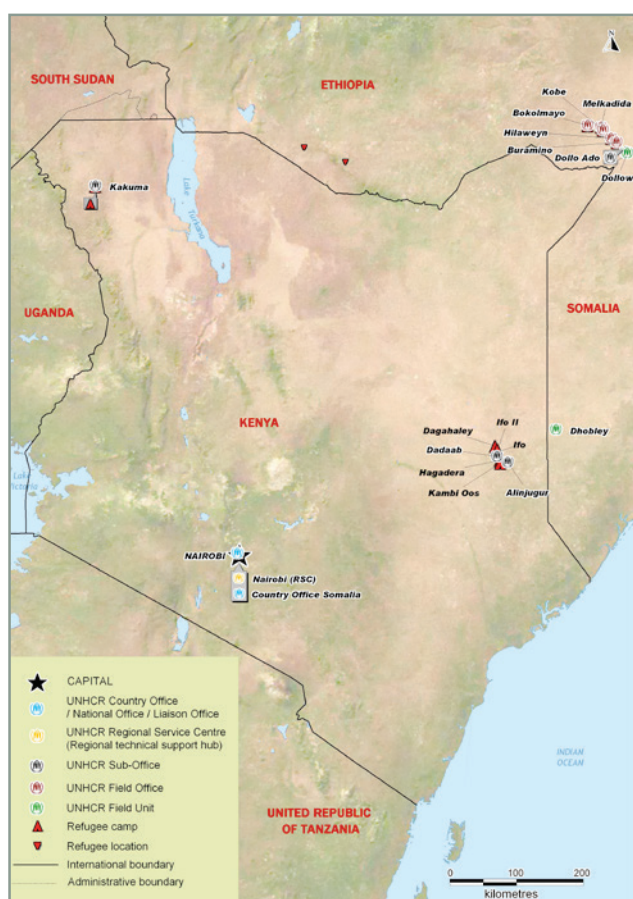 N
SOUTH SUDAN
ETHIOPIA
Kobe
Melkadida
Bokolmayo
Hilaweyn
Buramino
Dollo Ado
Dollow
Kakuma
Lake
Turkana
UGANDA
SOMALIA
KENYA
Ifo II
Dagahaley
Ifo
Dhobley
Dadaab
Hagadera
Alinjugur
Kambi Oos
Lake
Victoria
NAIROBI
Nairobi (RSC)
Country Office Somalia
CAPITAL
UNHCR Country Office
/ National Office / Liaison Office
UNHCR Regional Service Centre
(Regional technical support hub)
UNHCR Sub-Office
UNHCR Field Office
UNHCR Field Unit
Refugee camp
Refugee location
International boundary
Administrative boundary
INDIAN
OCEAN
UNITED REPUBLIC
OF TANZANIA
0 100 200
kilometres